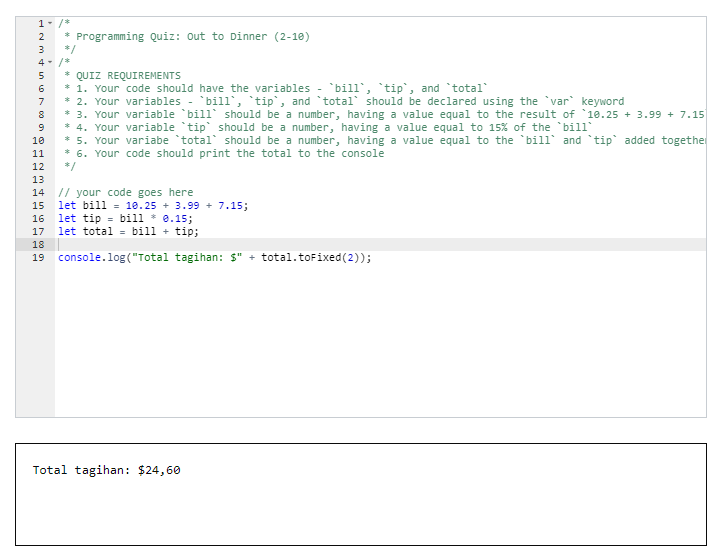 1 /*
2 * Programming Quiz: Out to Dinner (2-10)
3 */
4 /*
5 * QUIZ REQUIREMENTS
6 * 1. Your code should have the variables - `bill`, `tip`, and `total`
7 * 2. Your variables - `bill`, `tip`, and `total` should be declared using the `var` keyword
8 * 3. Your variable `bill` should be a number, having a value equal to the result of `10.25 + 3.99 + 7.15
9 * 4. Your variable `tip` should be a number, having a value equal to 15% of the `bill`
10 * 5. Your variabe `total` should be a number, having a value equal to the `bill` and `tip` added togethe
11 * 6. Your code should print the total to the console
12 */
13
14 // your code goes here
15 let bill = 10.25 + 3.99 + 7.15;
16 let tip = bill * 0.15;
17 let total = bill + tip;
18
19 console.log("Total tagihan: $" + total.toFixed(2));
Total tagihan: $24,60